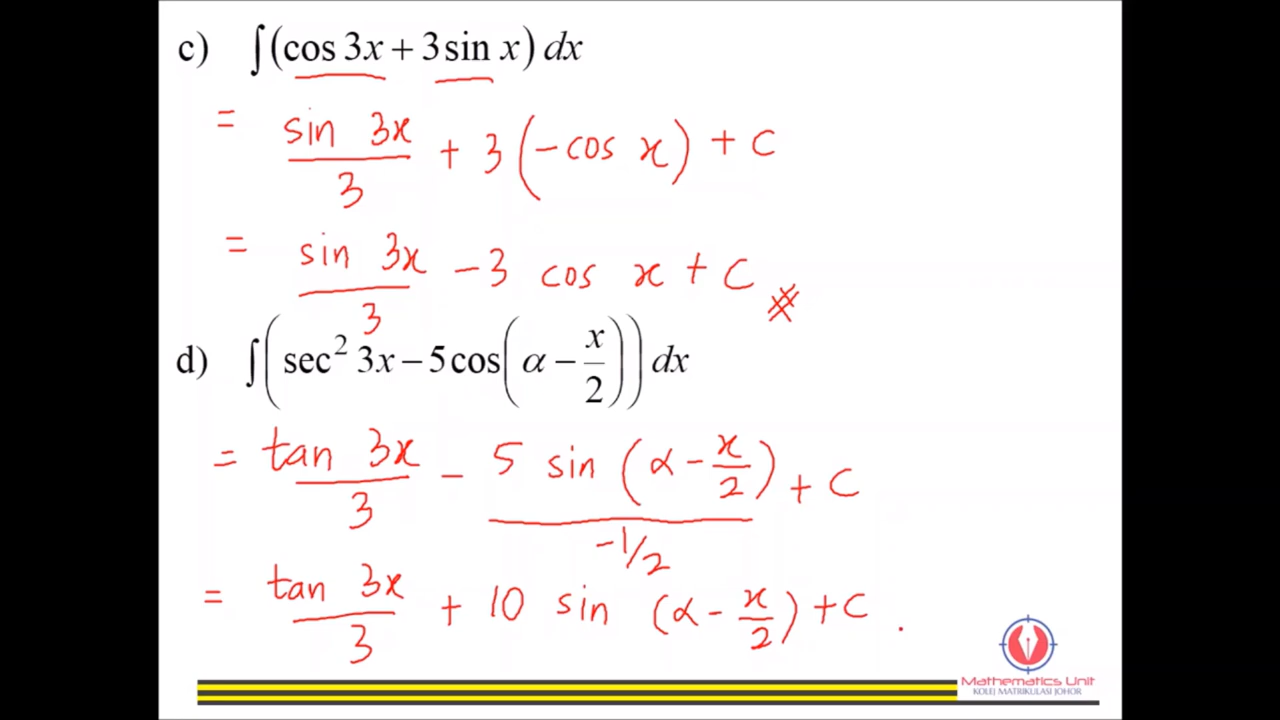 c) ∫(cos 3x + 3 sin x) dx
= sin 3x / 3 + 3(-cos x) + C
= sin 3x / 3 - 3 cos x + C
d) ∫(sec² 3x - 5 cos(α - x/2)) dx
= tan 3x / 3 - 5 sin(α - x/2) / -1/2 + C
= tan 3x / 3 + 10 sin(α - x/2) + C
Mathematics Unit
KOLEJ MATRIKULASI JOHOR